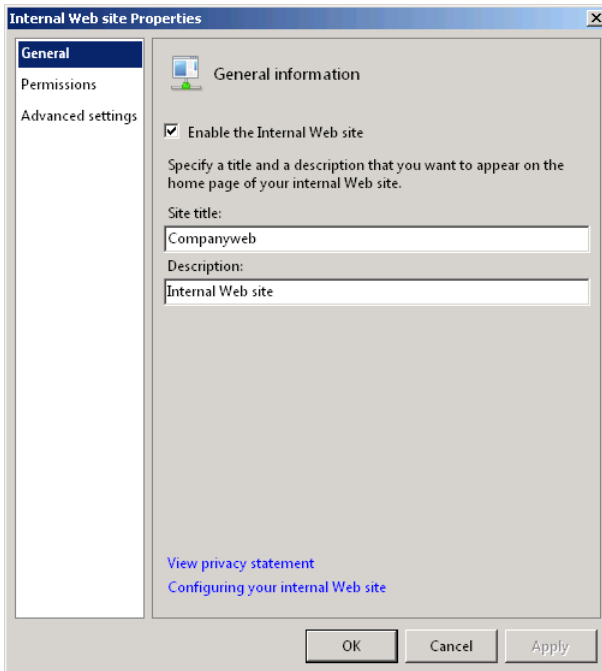 Internal Web site Properties
General
Permissions
Advanced settings
General information
Enable the Internal Web site
Specify a title and a description that you want to appear on the
home page of your internal Web site.
Site title:
Companyweb
Description:
Internal Web site
View privacy statement
Configuring your internal Web site
OK
Cancel
Apply